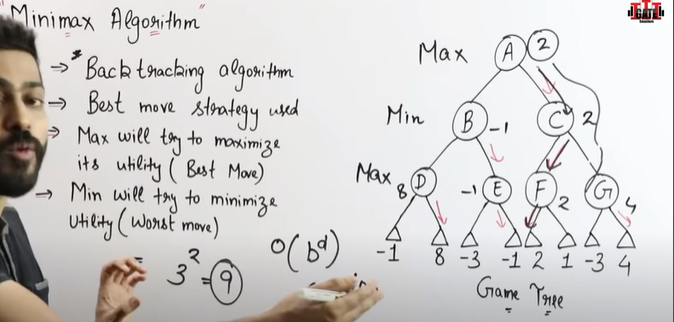 "Minimax Algorithm"
→ * Backtracking algorithm
→ Best move strategy used
→ Max will try to maximize
its utility (Best Move)
→ Min will try to minimize
utility (Worst move)
= 3² = 9
O(b^d)
GATE
Max A 2
Min B -1 C 2
Max 8 D -1 E F 2 G 4
-1 8 -3 -1 2 1 -3 4
Game Tree